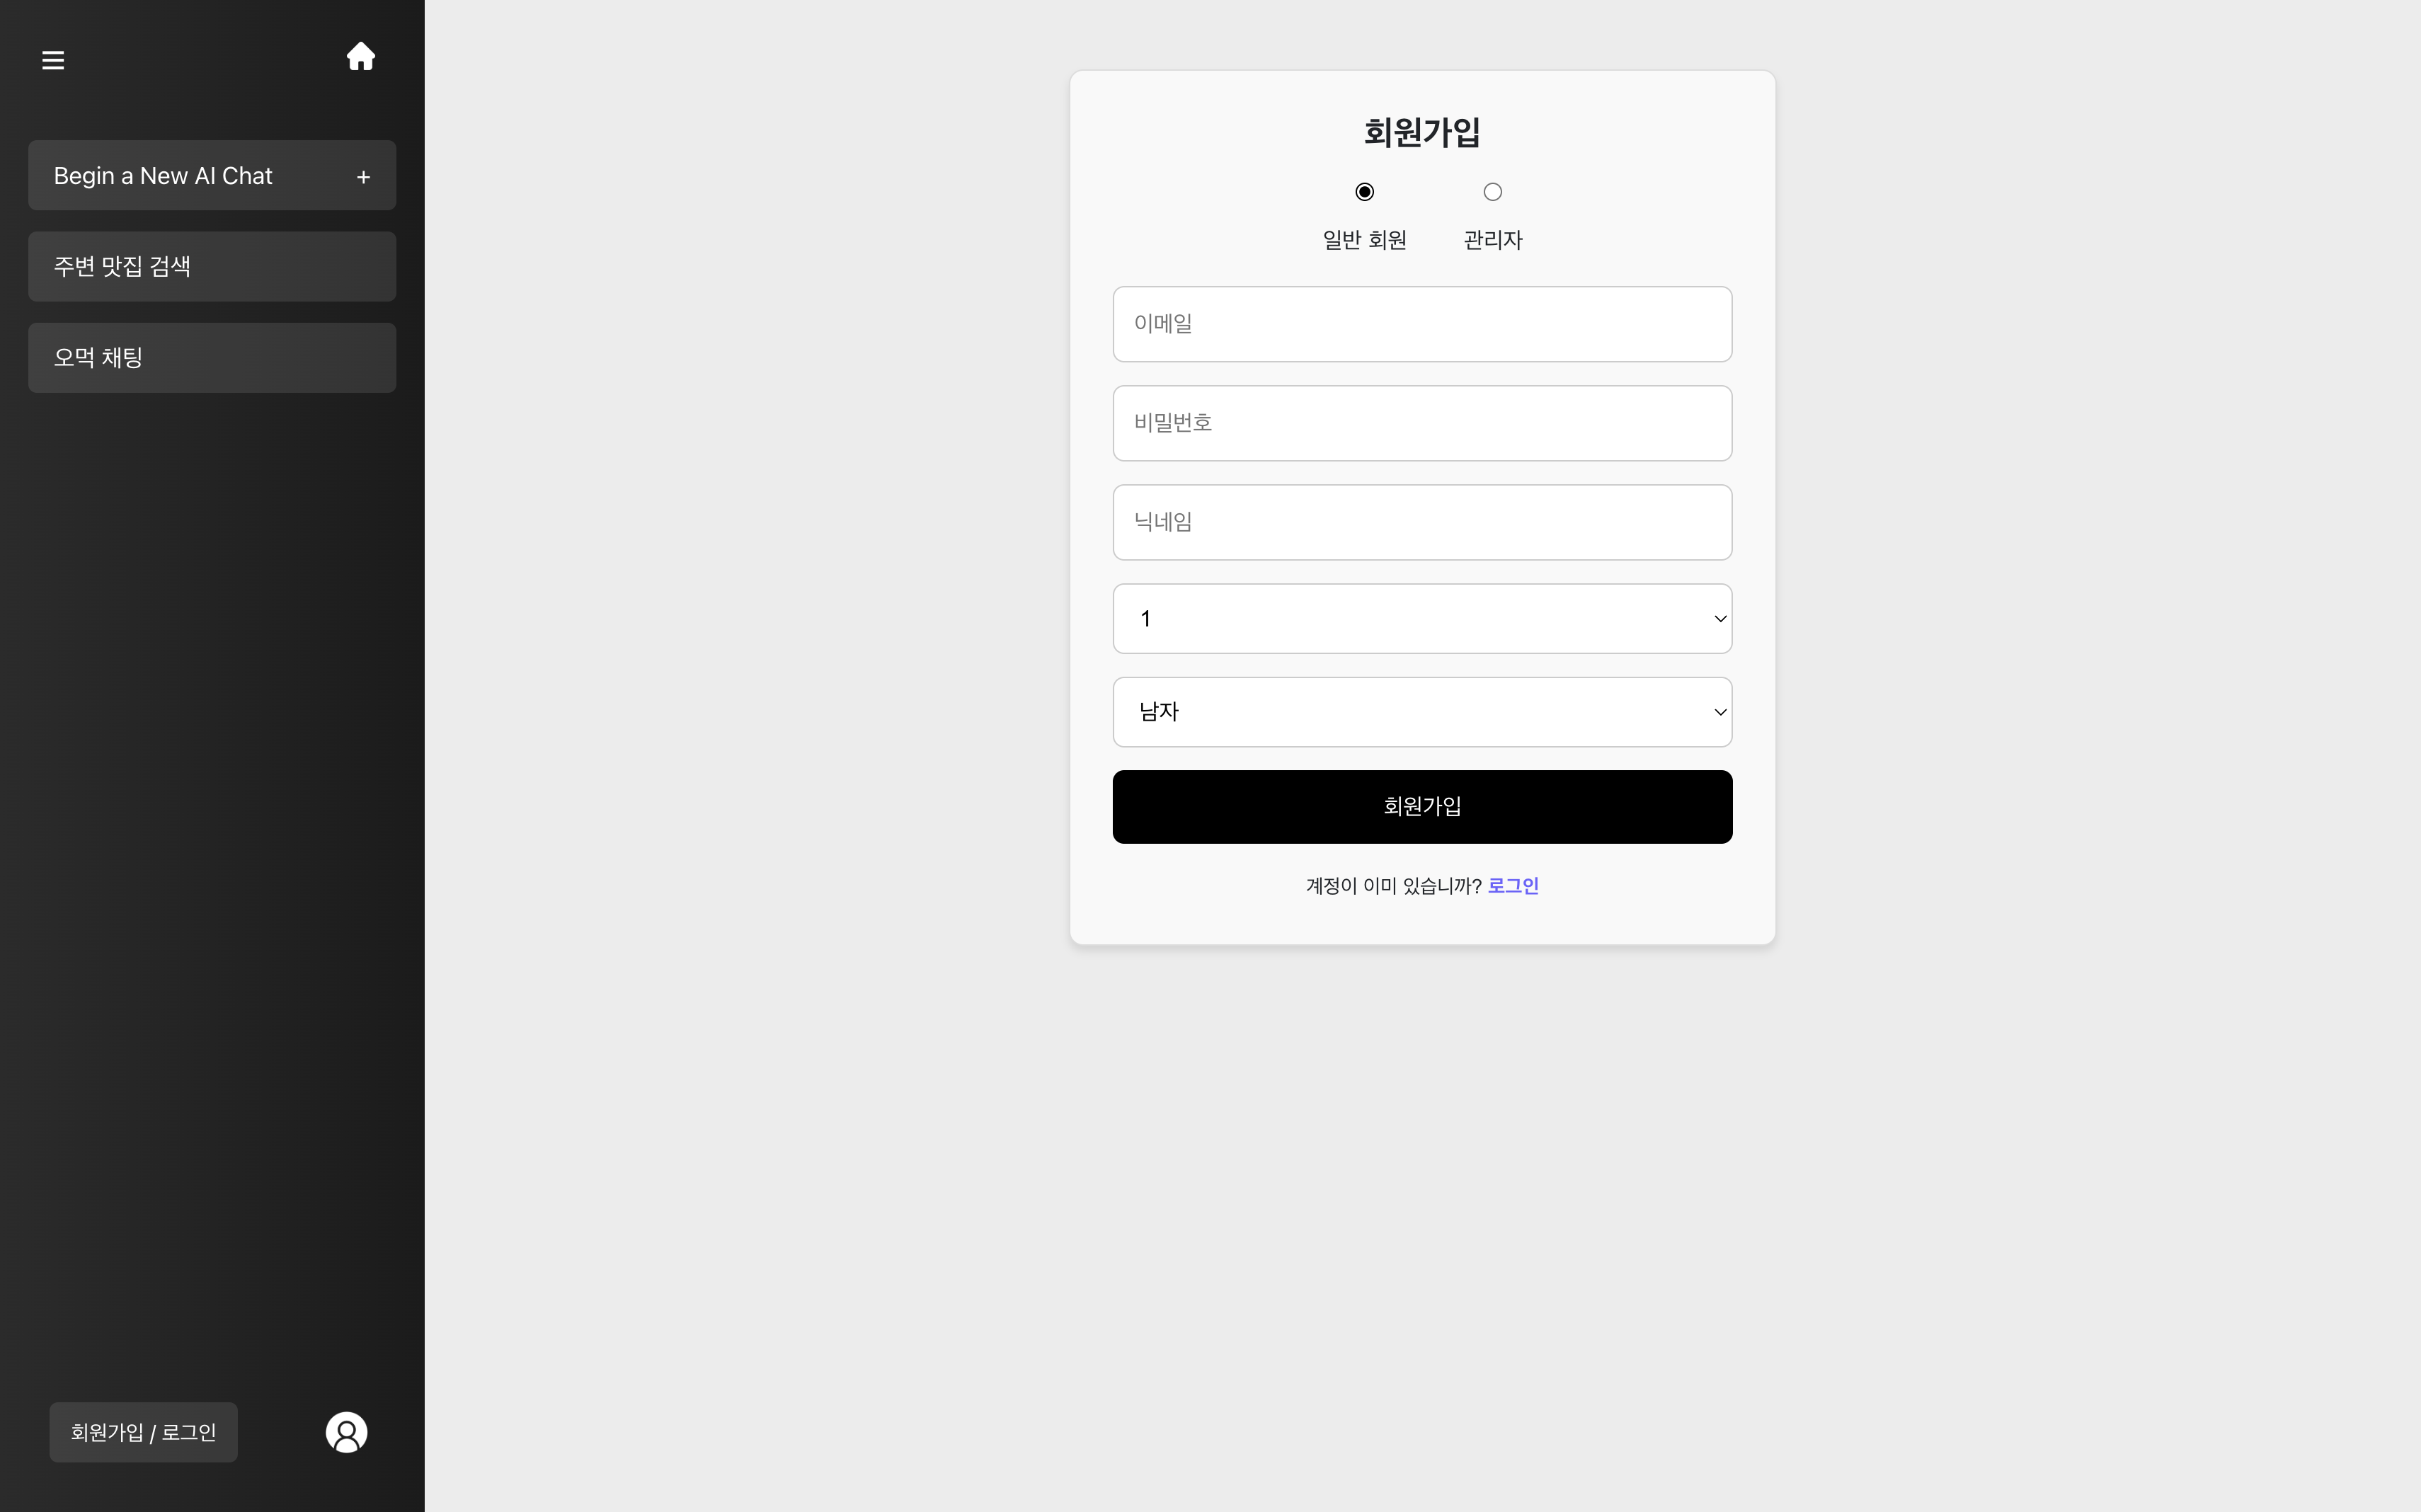 Begin a New AI Chat +
주변 맛집 검색
오먹 채팅
회원가입 / 로그인
회원가입
일반 회원 관리자
이메일
비밀번호
닉네임
1
남자
회원가입
계정이 이미 있습니까? 로그인